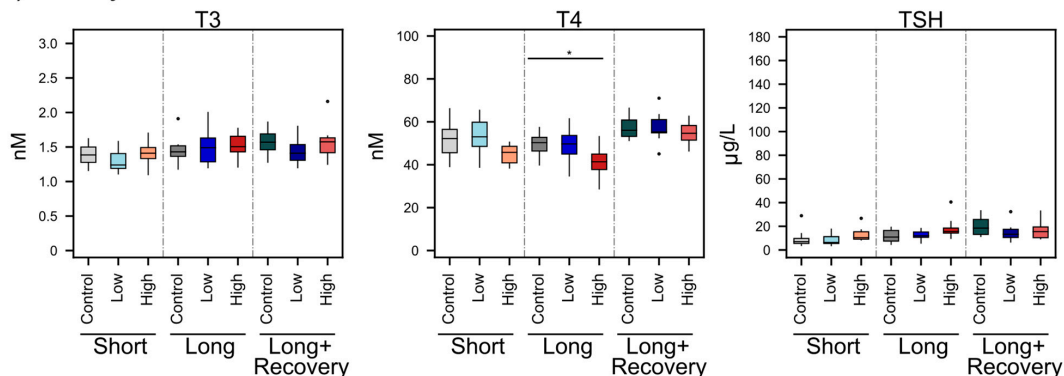 T3
3.0
2.5
2.0
1.5
1.0
0.5
0
nM
Control
Low
High
Control
Low
High
Control
Low
High
Short
Long
Long+
Recovery
T4
*
100
80
60
40
20
0
nM
Control
Low
High
Control
Low
High
Control
Low
High
Short
Long
Long+
Recovery
TSH
180
160
140
120
100
80
60
40
20
0
µg/L
Control
Low
High
Control
Low
High
Control
Low
High
Short
Long
Long+
Recovery